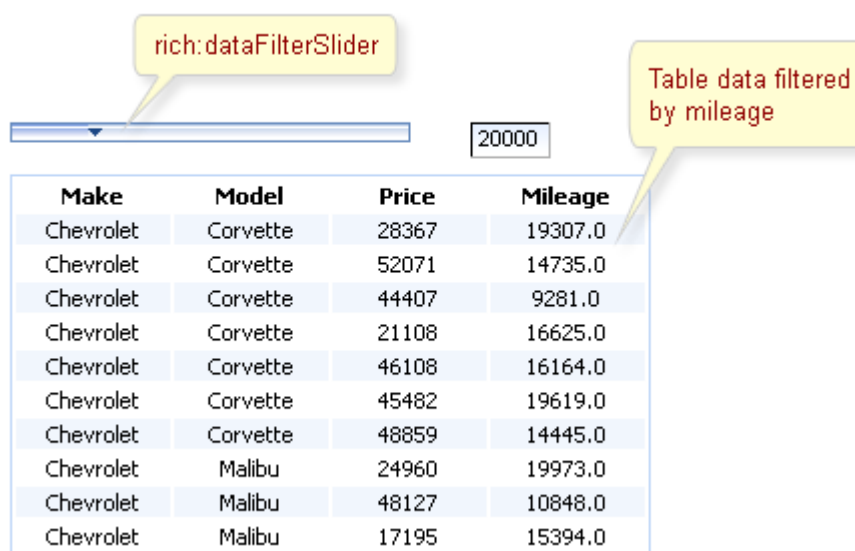 rich:dataFilterSlider
Table data filtered
by mileage
20000
Make Model Price Mileage
Chevrolet Corvette 28367 19307.0
Chevrolet Corvette 52071 14735.0
Chevrolet Corvette 44407 9281.0
Chevrolet Corvette 21108 16625.0
Chevrolet Corvette 46108 16164.0
Chevrolet Corvette 45482 19619.0
Chevrolet Corvette 48859 14445.0
Chevrolet Malibu 24960 19973.0
Chevrolet Malibu 48127 10848.0
Chevrolet Malibu 17195 15394.0